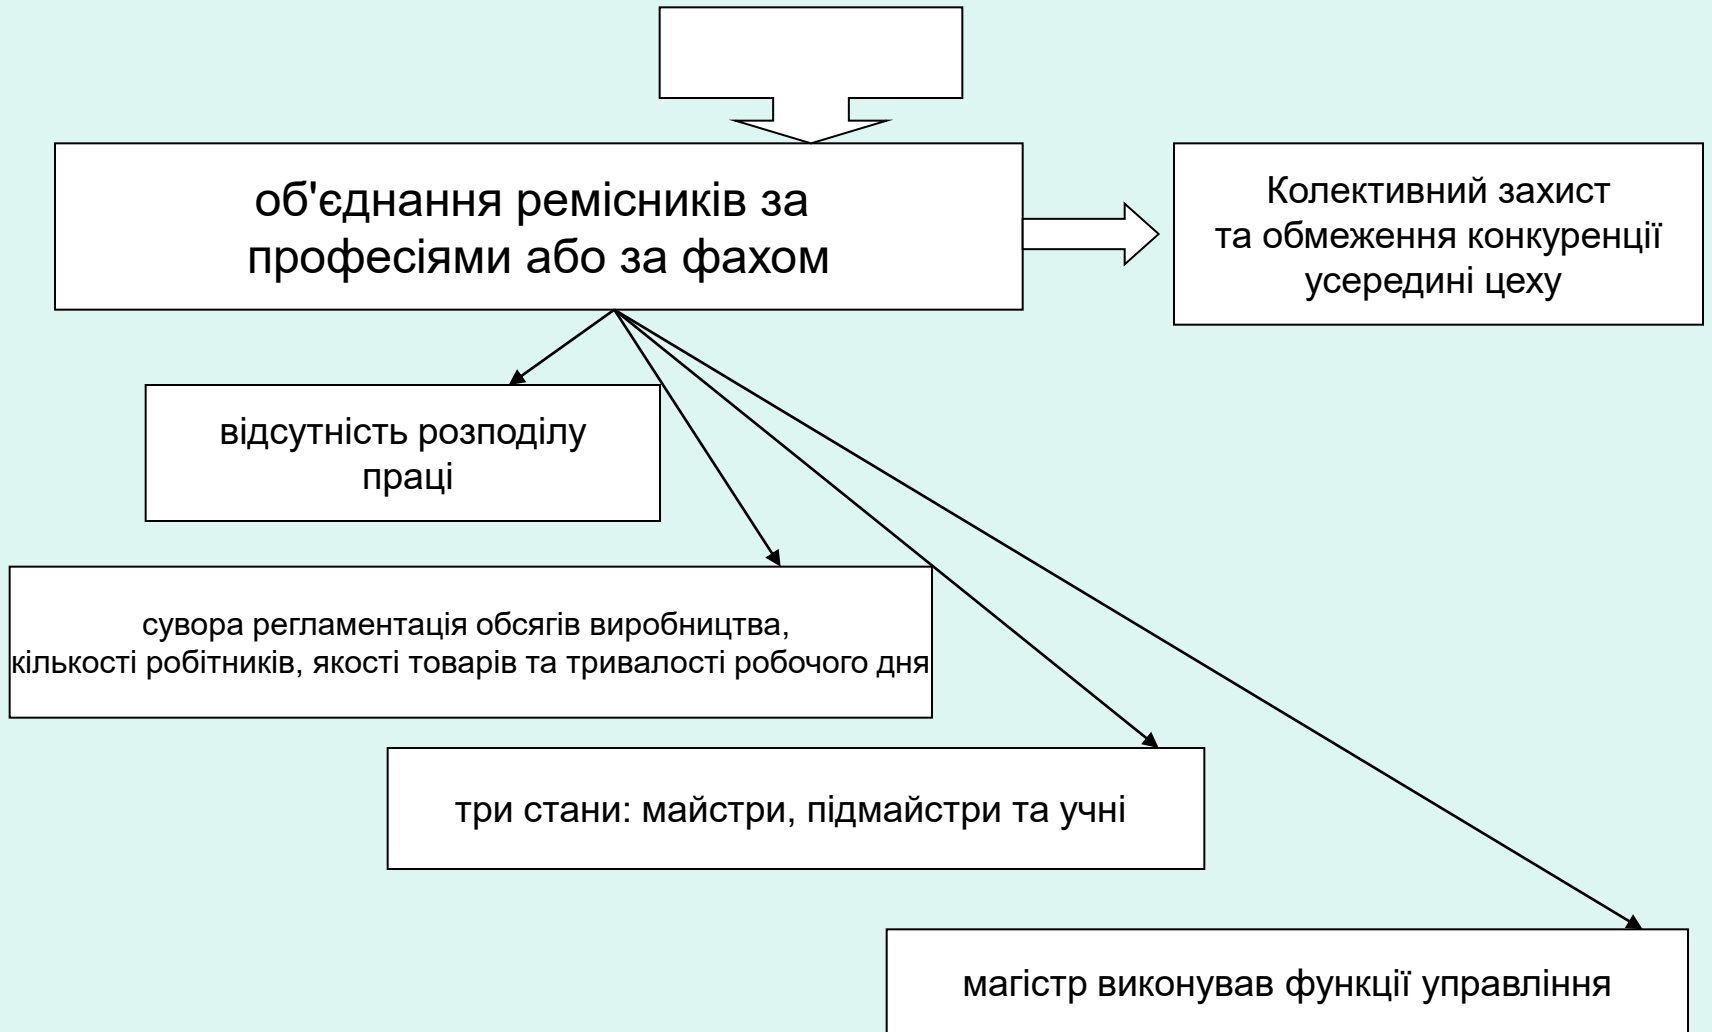 об'єднання ремісників за
професіями або за фахом
Колективний захист
та обмеження конкуренції
усередині цеху
відсутність розподілу
праці
сувора регламентація обсягів виробництва,
кількості робітників, якості товарів та тривалості робочого дня
три стани: майстри, підмайстри та учні
магістр виконував функції управління